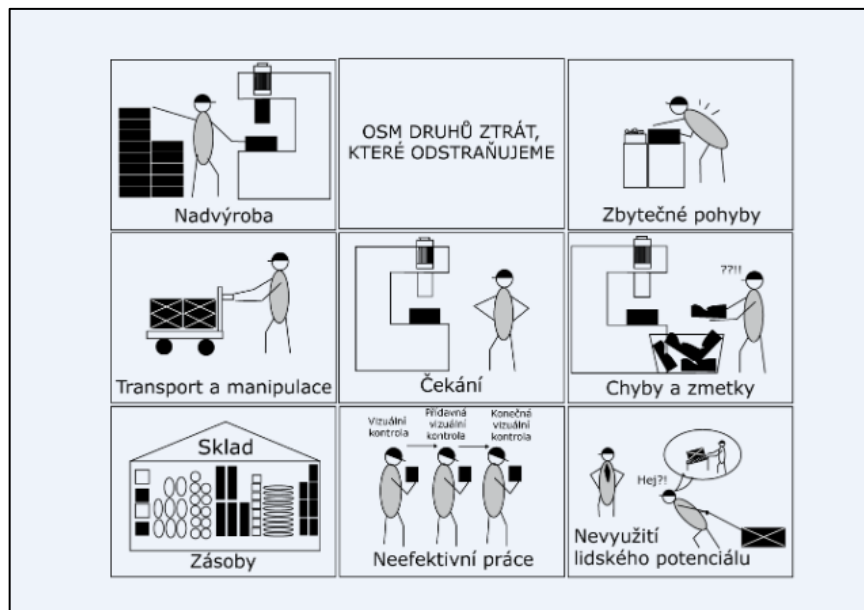 Nadvýroba
OSM DRUHŮ ZTRÁT,
KTERÉ ODSTRAŇUJEME
Zbytečné pohyby
Transport a manipulace
Čekání
??!!
Chyby a zmetky
Sklad
Zásoby
Vizuální
kontrola
Přídavná
vizuální
kontrola
Konečná
vizuální
kontrola
Neefektivní práce
Hej?!
Nevyužití
lidského potenciálu